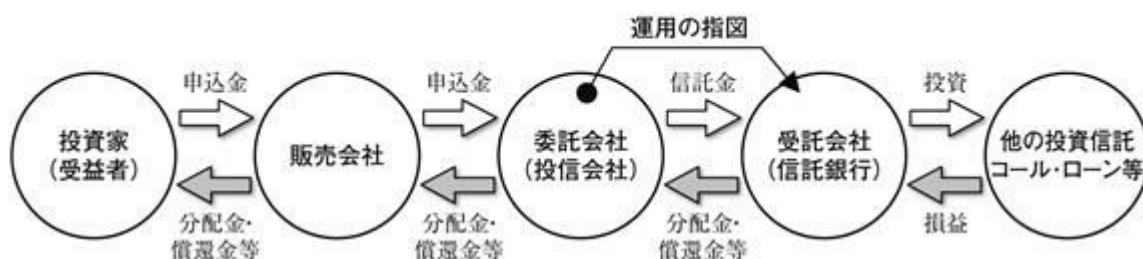 運用の指図
申込金
申込金
信託金
投資
投資家
(受益者)
販売会社
委託会社
(投信会社)
受託会社
(信託銀行)
他の投資信託
コール・ローン等
分配金・
償還金等
分配金・
償還金等
分配金・
償還金等
損益